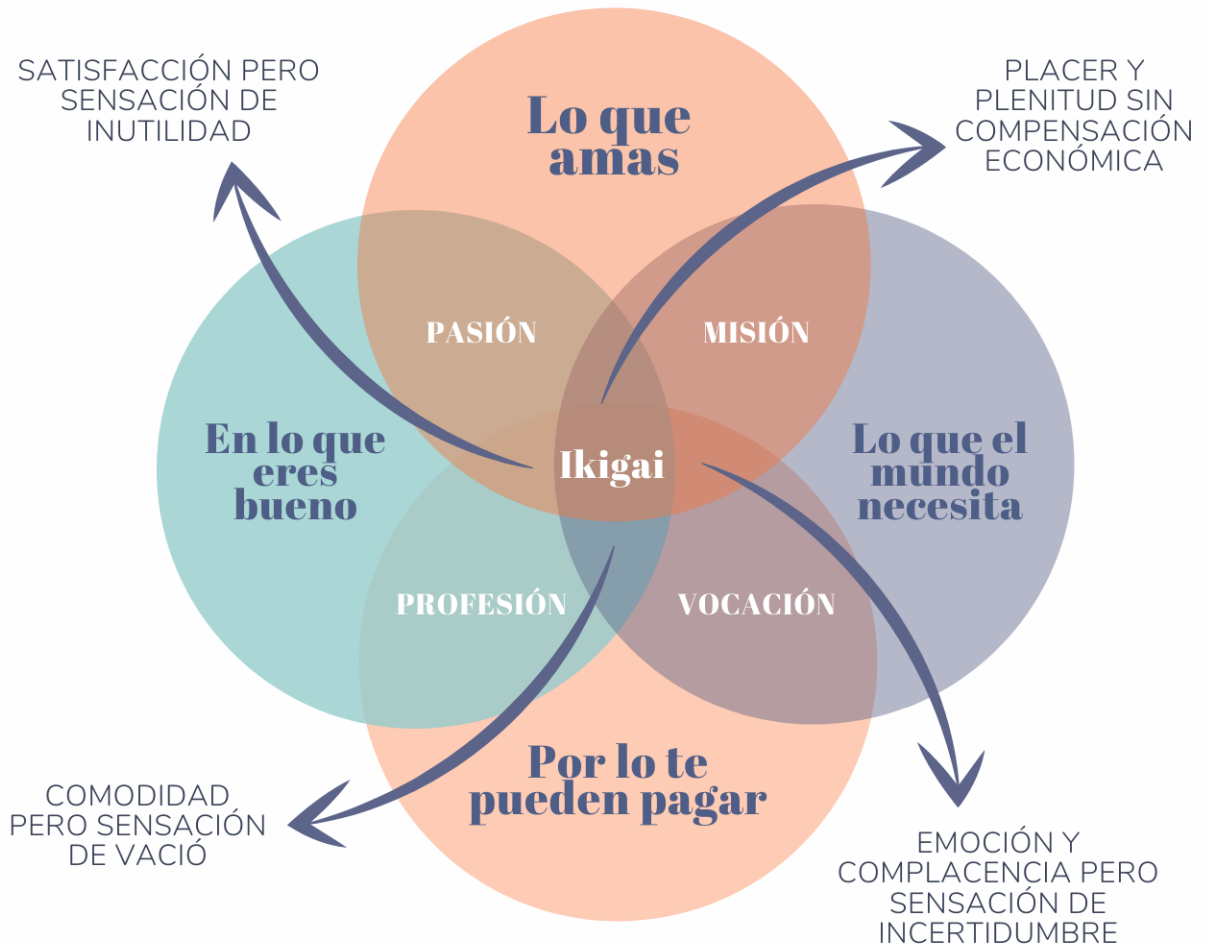 SATISFACCIÓN PERO
SENSACIÓN DE
INUTILIDAD
PLACER Y
PLENITUD SIN
COMPENSACIÓN
ECONÓMICA
Lo que
amas
PASIÓN
MISIÓN
En lo que
eres
bueno
Ikigai
Lo que el
mundo
necesita
PROFESIÓN
VOCACIÓN
Por lo te
pueden pagar
COMODIDAD
PERO SENSACIÓN
DE VACIÓ
EMOCIÓN Y
COMPLACENCIA PERO
SENSACIÓN DE
INCERTIDUMBRE